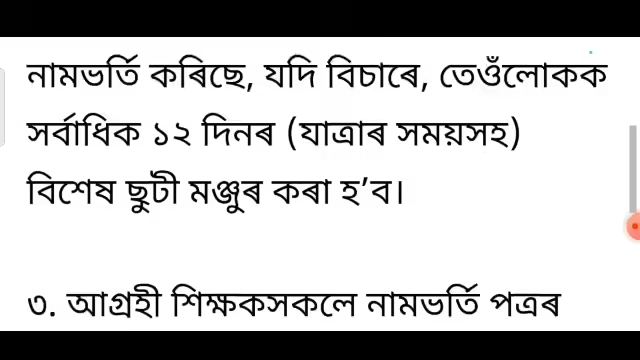 নামভৰ্তি কৰিছে, যদি বিচাৰে, তেওঁলোকক
সৰ্বাধিক ১২ দিনৰ (যাত্ৰাৰ সময়সহ)
বিশেষ ছুটী মঞ্জুৰ কৰা হ’ব।
৩. আগ্ৰহী শিক্ষকসকলে নামভৰ্তি পত্ৰৰ